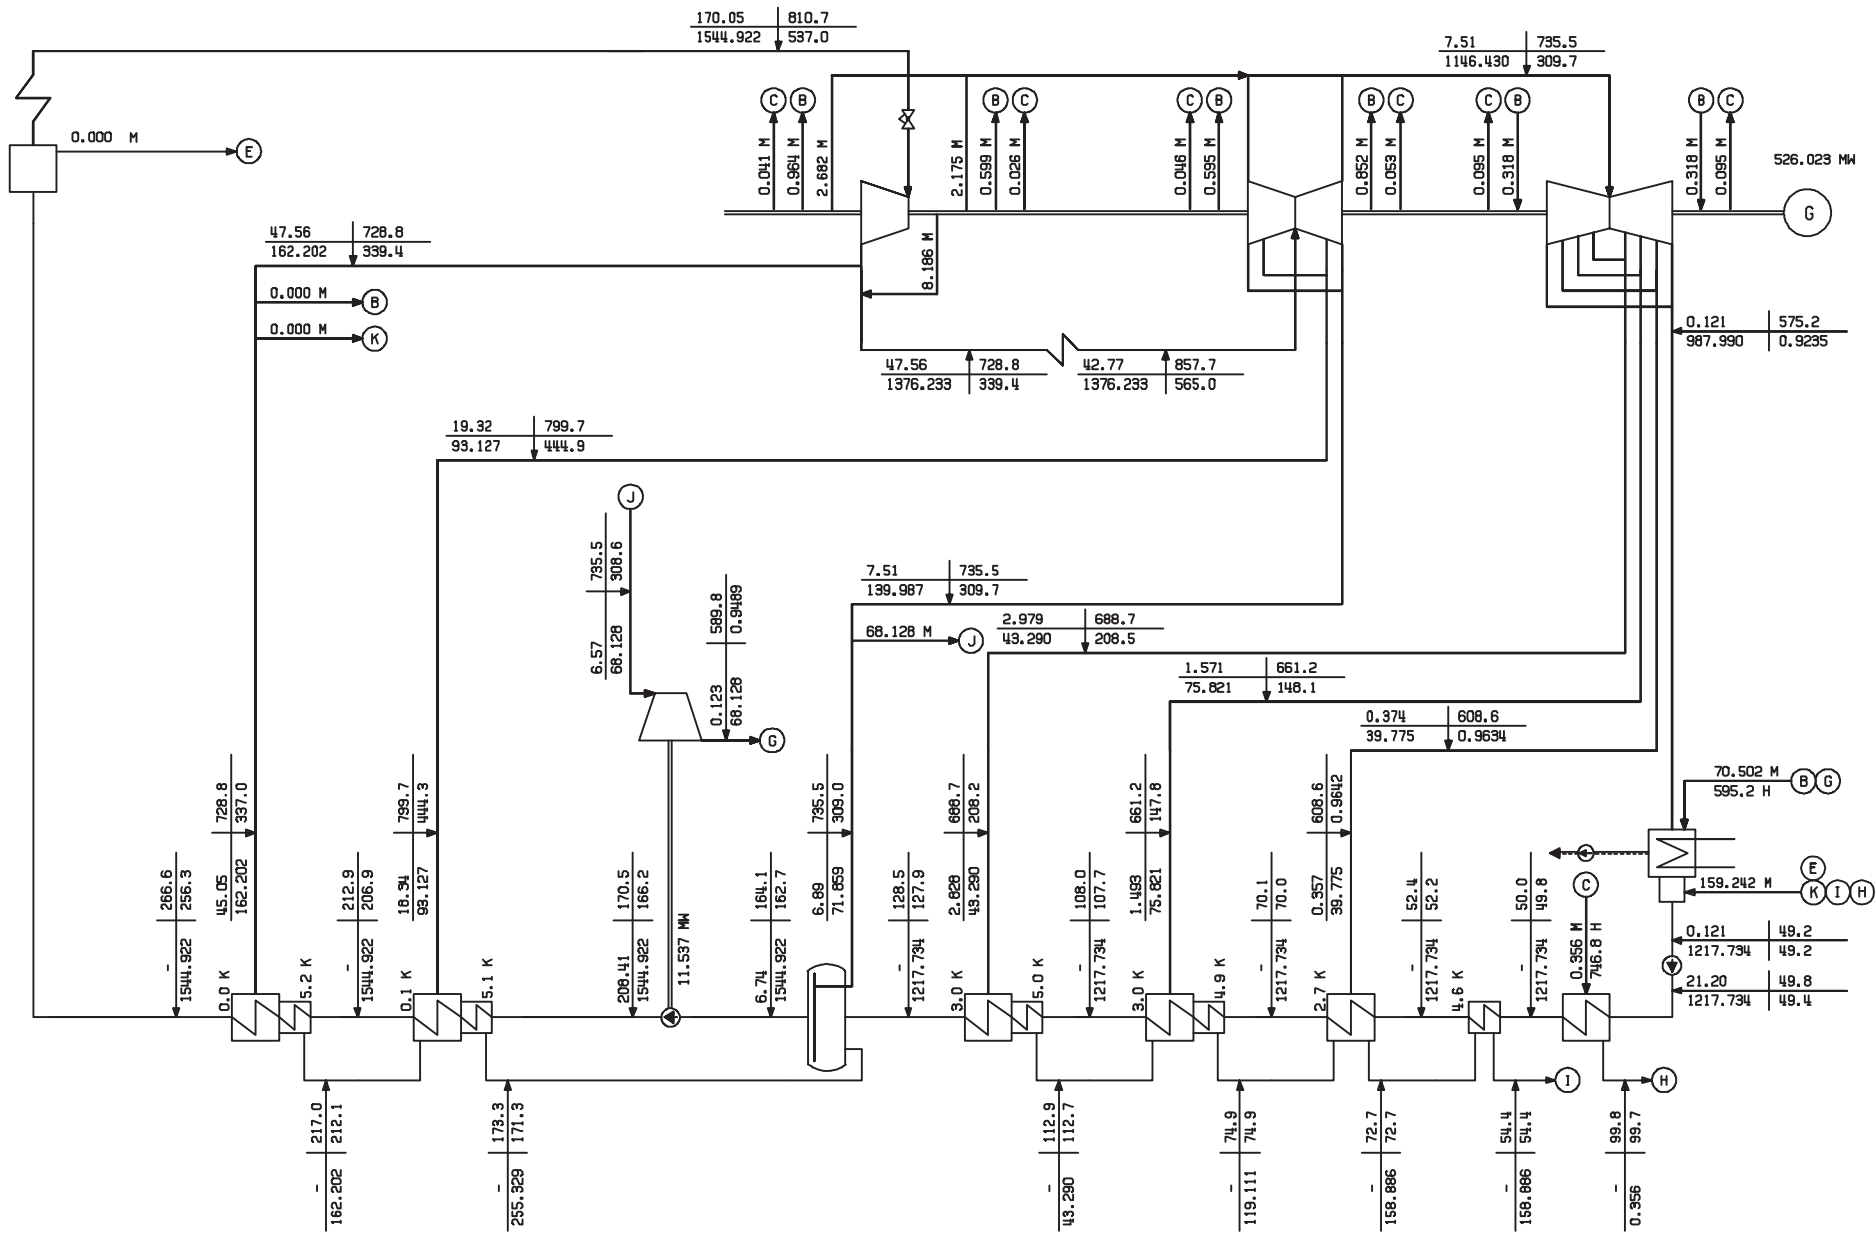 170.05 810.7
1544.922 537.0
7.51 735.5
1146.430 309.7
C B
B C
C B
B C
C B
B C
0.000 M
E
0.041 M
0.964 M
2.682 M
2.175 M
0.599 M
0.026 M
0.046 M
0.595 M
0.852 M
0.053 M
0.095 M
0.318 M
0.318 M
0.095 M
526.023 MW
G
47.56 728.8
162.202 339.4
8.186 M
0.000 M
B
0.000 M
K
0.121 575.2
987.990 0.9235
47.56 728.8
1376.233 339.4
42.77 857.7
1376.233 565.0
19.32 799.7
93.127 444.9
J
735.5
308.6
6.57
68.128
589.8
0.9489
0.123
68.128
G
7.51 735.5
139.987 309.7
68.128 M
J
2.979 688.7
43.290 208.5
1.571 661.2
75.821 148.1
0.374 608.6
39.775 0.9634
70.502 M
595.2 H
B G
728.8
337.0
45.05
162.202
799.7
444.3
18.34
93.127
735.5
309.0
6.89
71.859
688.7
208.2
2.828
43.290
661.2
147.8
1.493
75.821
608.6
0.9642
0.357
39.775
E
159.242 M
K I H
C
0.356 M
746.8 H
266.6
256.3
-
1544.922
212.9
206.9
-
1544.922
170.5
166.2
208.41
1544.922
11.537 MW
164.1
162.7
6.74
1544.922
128.5
127.9
-
1217.734
108.0
107.7
-
1217.734
70.1
70.0
-
1217.734
52.4
52.2
-
1217.734
50.0
49.8
-
1217.734
0.121 49.2
1217.734 49.2
21.20 49.8
1217.734 49.4
0.0 K
5.2 K
0.1 K
5.1 K
3.0 K
5.0 K
3.0 K
4.9 K
2.7 K
4.6 K
I
H
217.0
212.1
-
162.202
173.3
171.3
-
255.329
112.9
112.7
-
43.290
74.9
74.9
-
119.111
72.7
72.7
-
158.886
54.4
54.4
-
158.886
99.8
99.7
-
0.356